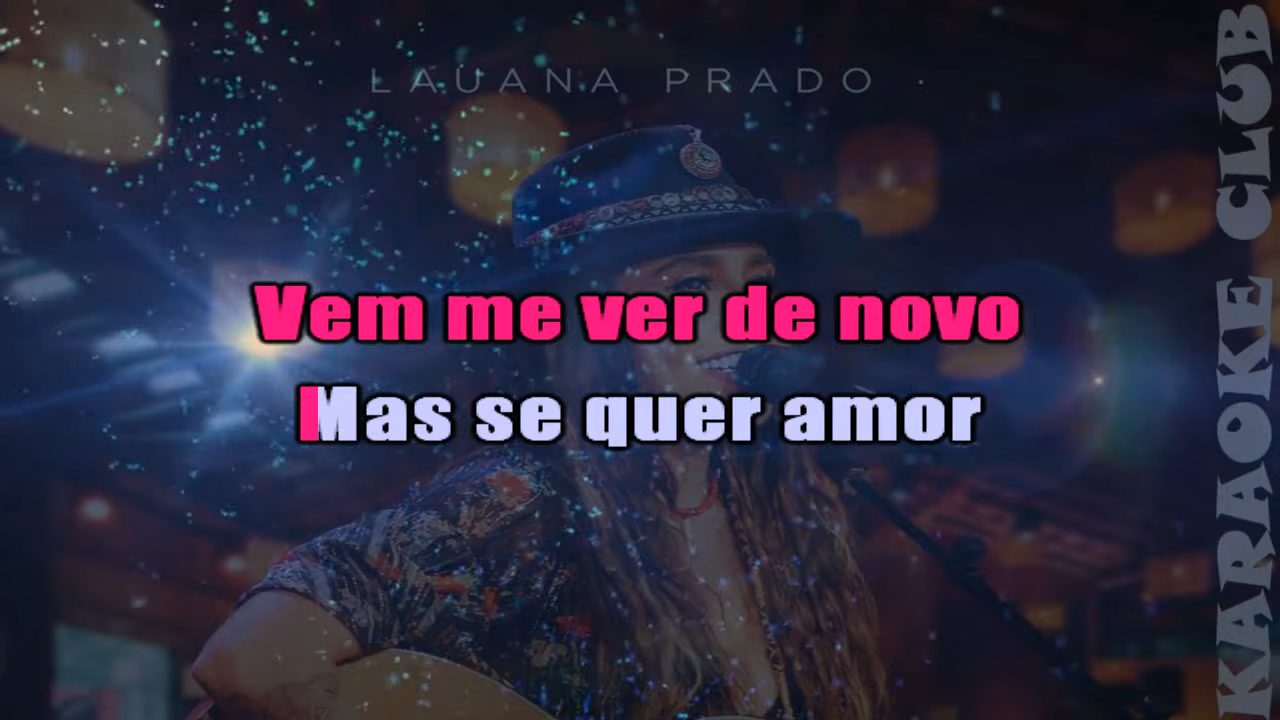 · LAUANA PRADO ·
Vem me ver de novo
Mas se quer amor
KARAOKE CLUB